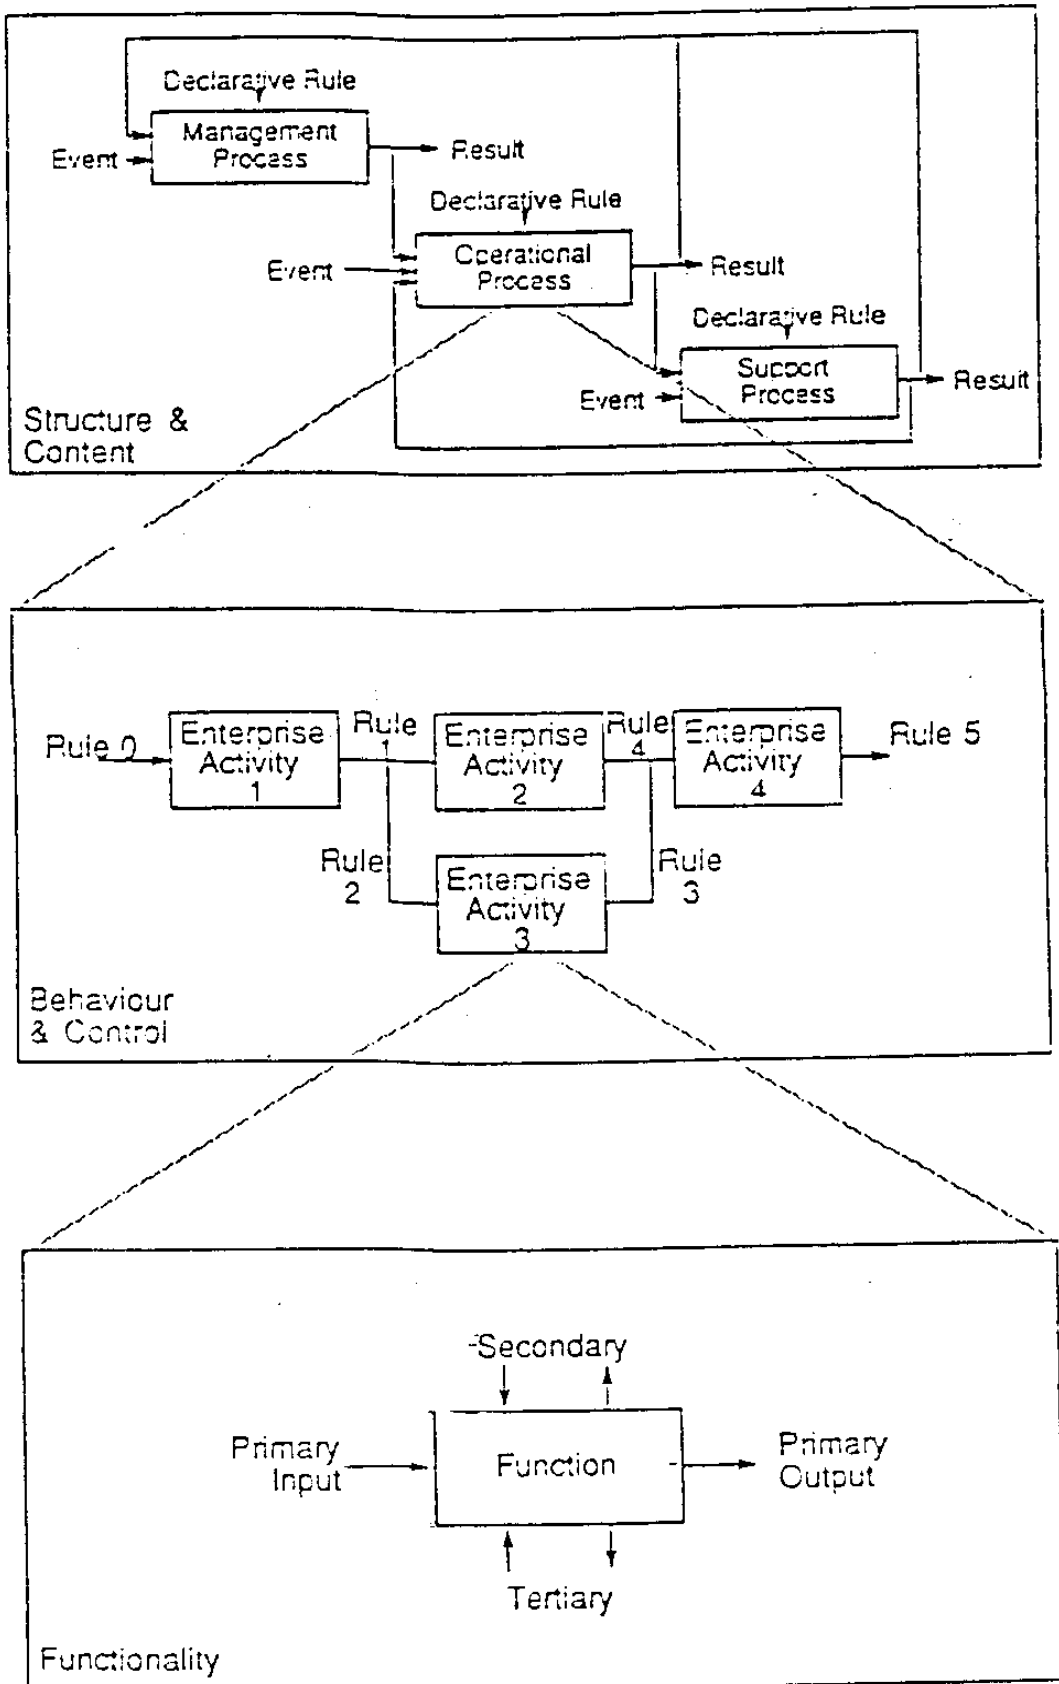 Declarative Rule
Management
Process
Event
Result
Declarative Rule
Operational
Process
Event
Result
Declarative Rule
Support
Process
Event
Result
Structure &
Content
Rule 0
Enterprise
Activity
1
Rule
1
Enterprise
Activity
2
Rule
4
Enterprise
Activity
4
Rule 5
Rule
2
Enterprise
Activity
3
Rule
3
Behaviour
& Control
Secondary
Primary
Input
Function
Primary
Output
Tertiary
Functionality